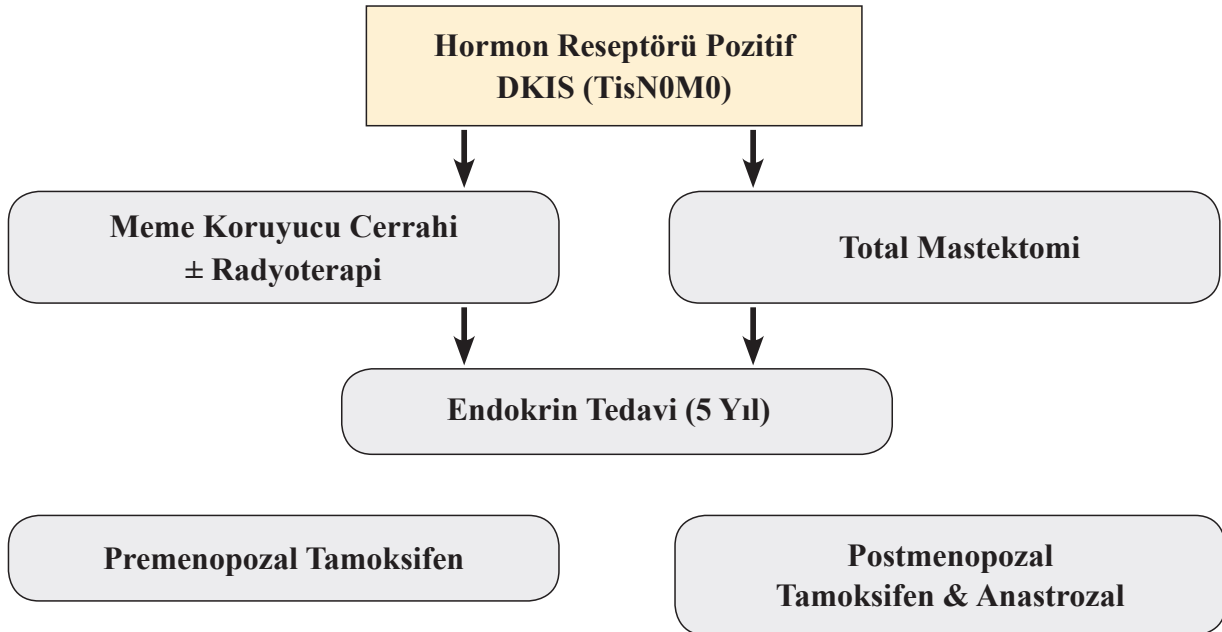 Hormon Reseptörü Pozitif
DKIS (TisN0M0)
Meme Koruyucu Cerrahi
± Radyoterapi
Total Mastektomi
Endokrin Tedavi (5 Yıl)
Premenopozal Tamoksifen
Postmenopozal
Tamoksifen & Anastrozal